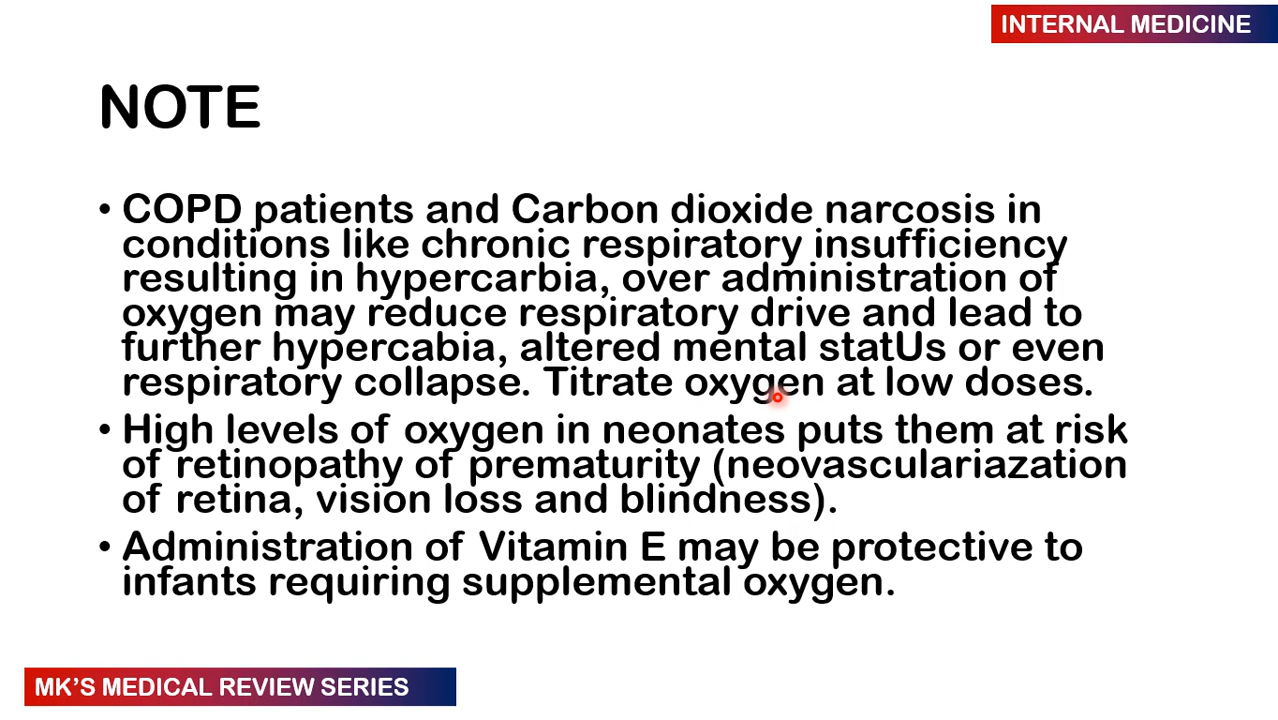 INTERNAL MEDICINE
NOTE
• COPD patients and Carbon dioxide narcosis in
conditions like chronic respiratory insufficiency
resulting in hypercarbia, over administration of
oxygen may reduce respiratory drive and lead to
further hypercabia, altered mental statUs or even
respiratory collapse. Titrate oxygen at low doses.
• High levels of oxygen in neonates puts them at risk
of retinopathy of prematurity (neovasculariazation
of retina, vision loss and blindness).
• Administration of Vitamin E may be protective to
infants requiring supplemental oxygen.
MK'S MEDICAL REVIEW SERIES